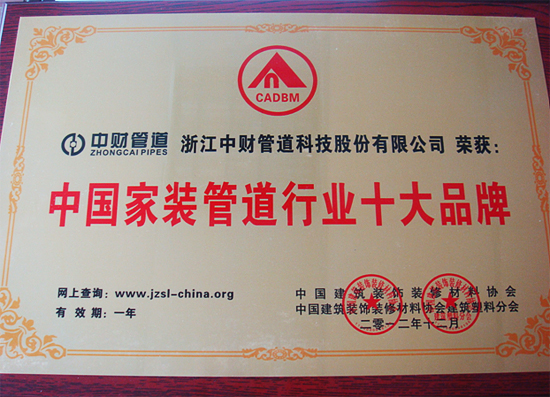 CADBM
中财管道 浙江中财管道科技股份有限公司 荣获:
ZHONGCAI PIPES
中国家装管道行业十大品牌
网上查询: www.jzsl-china.org
有效期: 一年
中国建筑装饰装修材料协会
中国建筑装饰装修材料协会建筑塑料分会
二零一二年十二月